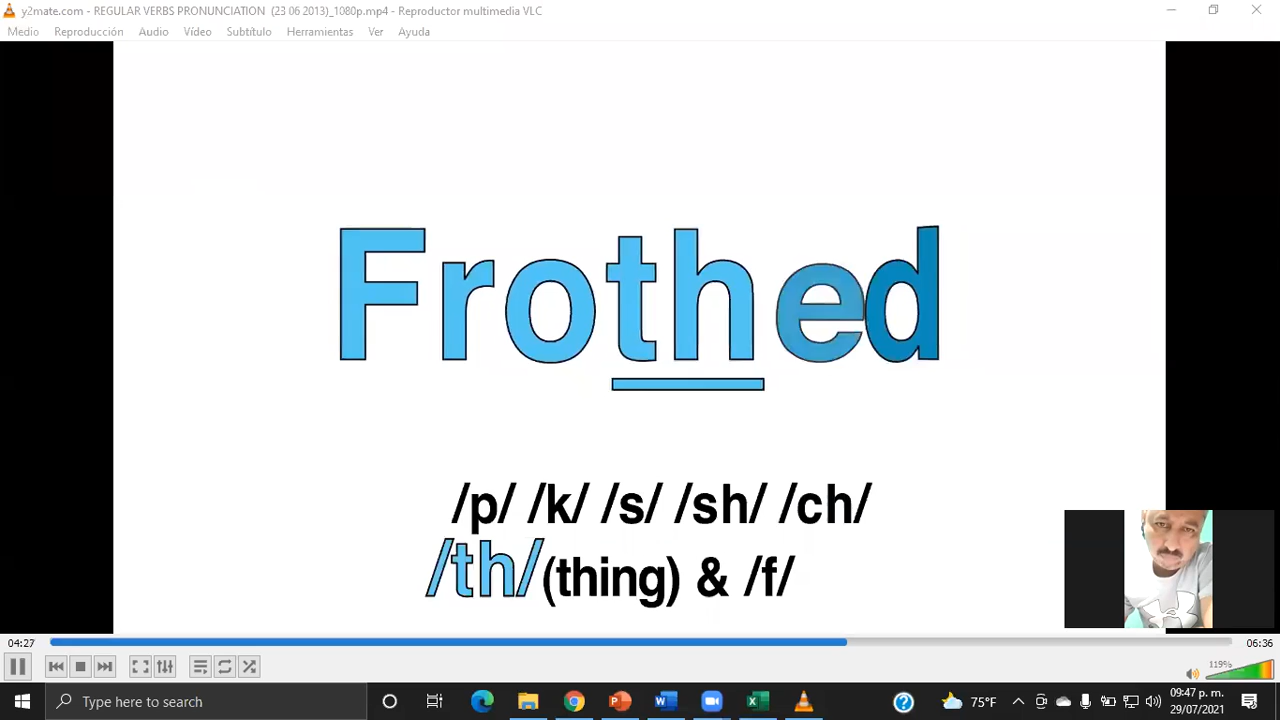 y2mate.com - REGULAR VERBS PRONUNCIATION (23 06 2013)_1080p.mp4 - Reproductor multimedia VLC
Medio Reproducción Audio Vídeo Subtítulo Herramientas Ver Ayuda
Frothed
/p/ /k/ /s/ /sh/ /ch/
/th/(thing) & /f/
04:27 06:36
119%
Type here to search
75°F
09:47 p. m.
29/07/2021